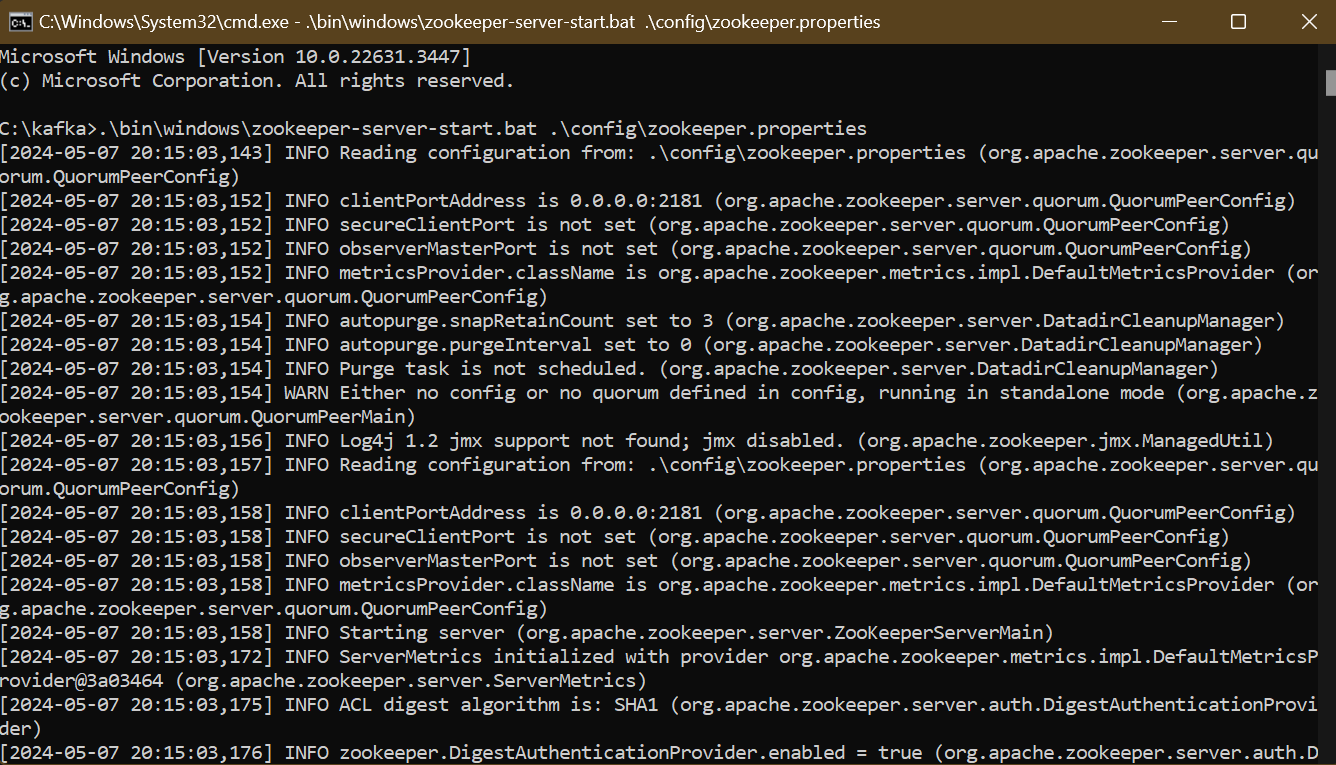 C:\Windows\System32\cmd.exe - .\bin\windows\zookeeper-server-start.bat .\config\zookeeper.properties
Microsoft Windows [Version 10.0.22631.3447]
(c) Microsoft Corporation. All rights reserved.
C:\kafka>.\bin\windows\zookeeper-server-start.bat .\config\zookeeper.properties
[2024-05-07 20:15:03,143] INFO Reading configuration from: .\config\zookeeper.properties (org.apache.zookeeper.server.qu
orum.QuorumPeerConfig)
[2024-05-07 20:15:03,152] INFO clientPortAddress is 0.0.0.0:2181 (org.apache.zookeeper.server.quorum.QuorumPeerConfig)
[2024-05-07 20:15:03,152] INFO secureClientPort is not set (org.apache.zookeeper.server.quorum.QuorumPeerConfig)
[2024-05-07 20:15:03,152] INFO observerMasterPort is not set (org.apache.zookeeper.server.quorum.QuorumPeerConfig)
[2024-05-07 20:15:03,152] INFO metricsProvider.className is org.apache.zookeeper.metrics.impl.DefaultMetricsProvider (or
g.apache.zookeeper.server.quorum.QuorumPeerConfig)
[2024-05-07 20:15:03,154] INFO autopurge.snapRetainCount set to 3 (org.apache.zookeeper.server.DatadirCleanupManager)
[2024-05-07 20:15:03,154] INFO autopurge.purgeInterval set to 0 (org.apache.zookeeper.server.DatadirCleanupManager)
[2024-05-07 20:15:03,154] INFO Purge task is not scheduled. (org.apache.zookeeper.server.DatadirCleanupManager)
[2024-05-07 20:15:03,154] WARN Either no config or no quorum defined in config, running in standalone mode (org.apache.z
ookeeper.server.quorum.QuorumPeerMain)
[2024-05-07 20:15:03,156] INFO Log4j 1.2 jmx support not found; jmx disabled. (org.apache.zookeeper.jmx.ManagedUtil)
[2024-05-07 20:15:03,157] INFO Reading configuration from: .\config\zookeeper.properties (org.apache.zookeeper.server.qu
orum.QuorumPeerConfig)
[2024-05-07 20:15:03,158] INFO clientPortAddress is 0.0.0.0:2181 (org.apache.zookeeper.server.quorum.QuorumPeerConfig)
[2024-05-07 20:15:03,158] INFO secureClientPort is not set (org.apache.zookeeper.server.quorum.QuorumPeerConfig)
[2024-05-07 20:15:03,158] INFO observerMasterPort is not set (org.apache.zookeeper.server.quorum.QuorumPeerConfig)
[2024-05-07 20:15:03,158] INFO metricsProvider.className is org.apache.zookeeper.metrics.impl.DefaultMetricsProvider (or
g.apache.zookeeper.server.quorum.QuorumPeerConfig)
[2024-05-07 20:15:03,158] INFO Starting server (org.apache.zookeeper.server.ZooKeeperServerMain)
[2024-05-07 20:15:03,172] INFO ServerMetrics initialized with provider org.apache.zookeeper.metrics.impl.DefaultMetricsP
rovider@3a03464 (org.apache.zookeeper.server.ServerMetrics)
[2024-05-07 20:15:03,175] INFO ACL digest algorithm is: SHA1 (org.apache.zookeeper.server.auth.DigestAuthenticationProvi
der)
[2024-05-07 20:15:03,176] INFO zookeeper.DigestAuthenticationProvider.enabled = true (org.apache.zookeeper.server.auth.D